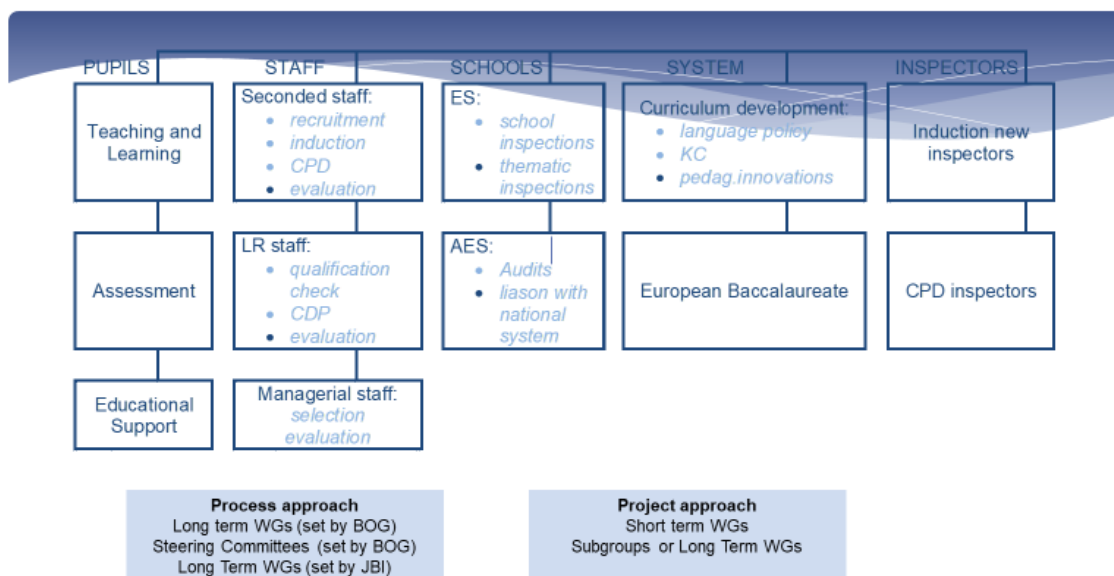 PUPILS
STAFF
SCHOOLS
SYSTEM
INSPECTORS
Teaching and
Learning
Seconded staff:
recruitment
induction
CPD
evaluation
ES:
school
inspections
thematic
inspections
Curriculum development:
language policy
KC
pedag.innovations
Induction new
inspectors
Assessment
LR staff:
qualification
check
CDP
evaluation
AES:
Audits
liason with
national
system
European Baccalaureate
CPD inspectors
Educational
Support
Managerial staff:
selection
evaluation
Process approach
Long term WGs (set by BOG)
Steering Committees (set by BOG)
Long Term WGs (set by JBI)
Project approach
Short term WGs
Subgroups or Long Term WGs